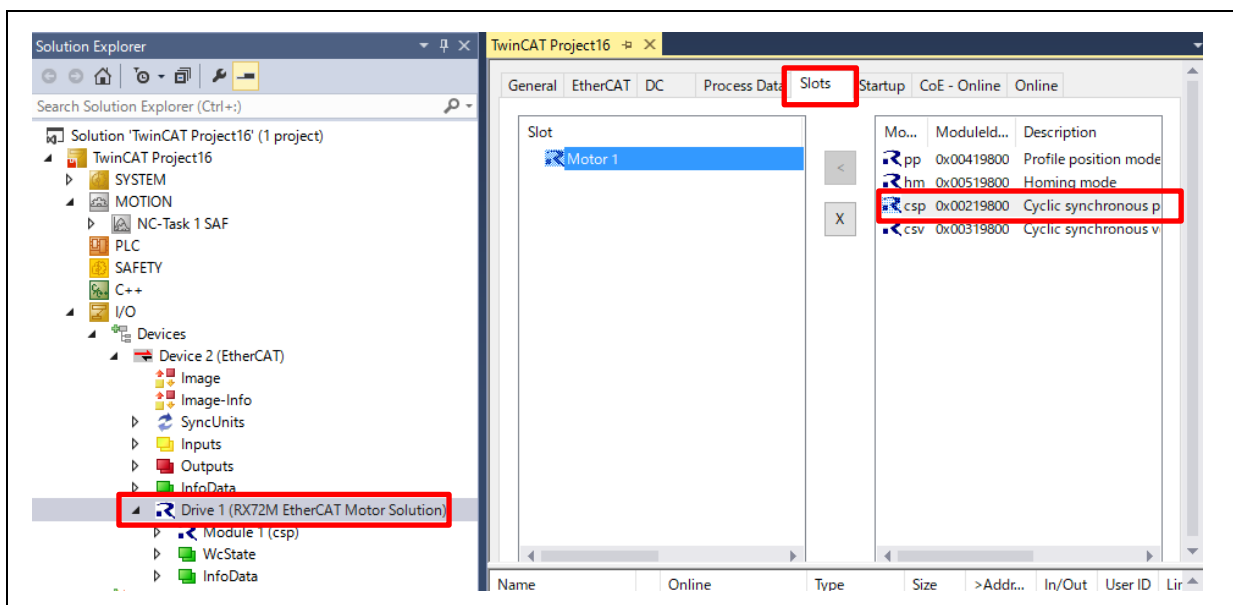 Solution Explorer
Search Solution Explorer (Ctrl+:)
Solution 'TwinCAT Project16' (1 project)
TwinCAT Project16
SYSTEM
MOTION
NC-Task 1 SAF
PLC
SAFETY
C++
I/O
Devices
Device 2 (EtherCAT)
Image
Image-Info
SyncUnits
Inputs
Outputs
InfoData
Drive 1 (RX72M EtherCAT Motor Solution)
Module 1 (csp)
WcState
InfoData
TwinCAT Project16
General EtherCAT DC Process Data Slots Startup CoE - Online Online
Slot
Motor 1
<
X
Mo... ModuleId... Description
pp 0x00419800 Profile position mode
hm 0x00519800 Homing mode
csp 0x00219800 Cyclic synchronous p
csv 0x00319800 Cyclic synchronous v
Name Online Type Size >Addr... In/Out User ID Lin